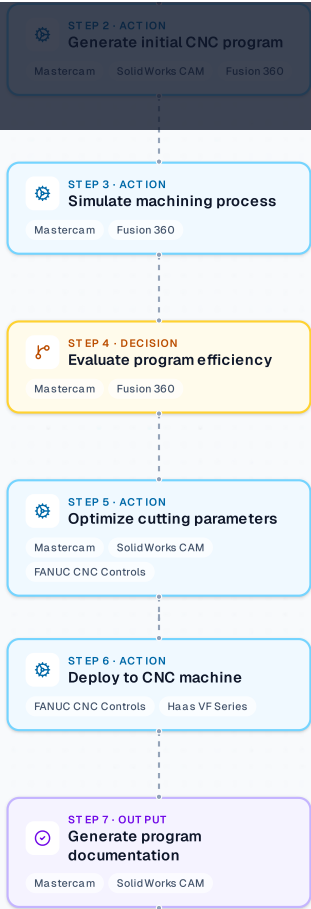 STEP 2 · ACTION
Generate initial CNC program
Mastercam SolidWorks CAM Fusion 360
STEP 3 · ACTION
Simulate machining process
Mastercam Fusion 360
STEP 4 · DECISION
Evaluate program efficiency
Mastercam Fusion 360
STEP 5 · ACTION
Optimize cutting parameters
Mastercam SolidWorks CAM
FANUC CNC Controls
STEP 6 · ACTION
Deploy to CNC machine
FANUC CNC Controls Haas VF Series
STEP 7 · OUTPUT
Generate program
documentation
Mastercam SolidWorks CAM